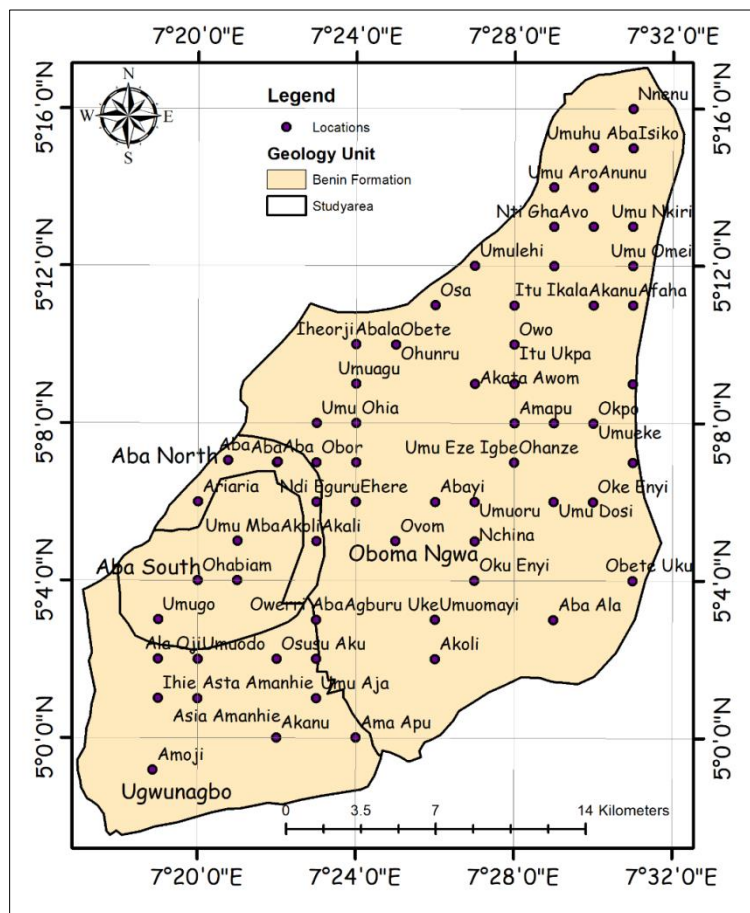 7°20'0"E 7°24'0"E 7°28'0"E 7°32'0"E
N
W E
S
Legend
Locations
Geology Unit
Benin Formation
Studyarea
5°16'0"N 5°16'0"N
5°12'0"N 5°12'0"N
5°8'0"N 5°8'0"N
5°4'0"N 5°4'0"N
5°0'0"N 5°0'0"N
Nnenu
Umuhu Aba Isiko
Umu Aro Anunu
Nti Gha Avo Umu Nkiri
Umulehi Umu Omei
Osa Itu Ikala Akanu Afaha
Iheorji Abala Obete Owo
Ohunru Itu Ukpa
Umuagu Akata Awom
Umu Ohia Amapu Okpo
Umueke
Aba North Aba Aba Aba Obor Umu Eze Igbe Ohanze
Ariaria Ndi Eguru Ehere Abayi Oke Enyi
Umuoru Umu Dosi
Umu Mba Akoli Akali Ovom Nchina
Oboma Ngwa
Aba South Ohabiam Oku Enyi Obete Uku
Umugo Owerri Aba Agburu Uke Umuomayi Aba Ala
Ala Oji Umuodo Osusu Aku Akoli
Ihie Asta Amanhie Umu Aja
Asia Amanhie Akanu Ama Apu
Amoji
Ugwunagbo
0 3.5 7 14 Kilometers
7°20'0"E 7°24'0"E 7°28'0"E 7°32'0"E